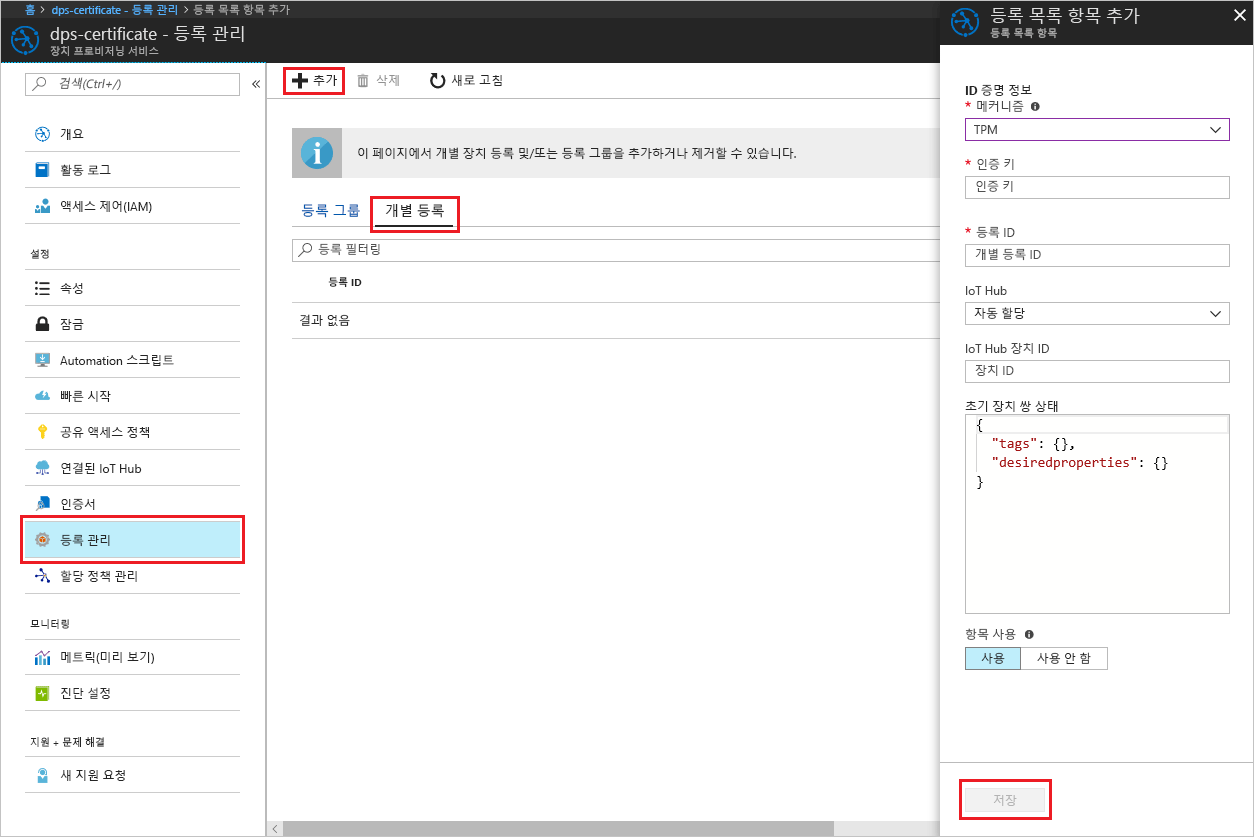 홈 > dps-certificate - 등록 관리 > 등록 목록 항목 추가
dps-certificate - 등록 관리
장치 프로비저닝 서비스
검색(Ctrl+/)
«
개요
활동 로그
액세스 제어(IAM)
설정
속성
잠금
Automation 스크립트
빠른 시작
공유 액세스 정책
연결된 IoT Hub
인증서
등록 관리
할당 정책 관리
모니터링
메트릭(미리 보기)
진단 설정
지원 + 문제 해결
새 지원 요청
추가 삭제 새로 고침
이 페이지에서 개별 장치 등록 및/또는 등록 그룹을 추가하거나 제거할 수 있습니다.
등록 그룹 개별 등록
등록 필터링
등록 ID
결과 없음
등록 목록 항목 추가
등록 목록 항목
ID 증명 정보
* 메커니즘
TPM
* 인증 키
인증 키
* 등록 ID
개별 등록 ID
IoT Hub
자동 할당
IoT Hub 장치 ID
장치 ID
초기 장치 쌍 상태
{
"tags": {},
"desiredproperties": {}
}
항목 사용
사용 사용 안 함
저장